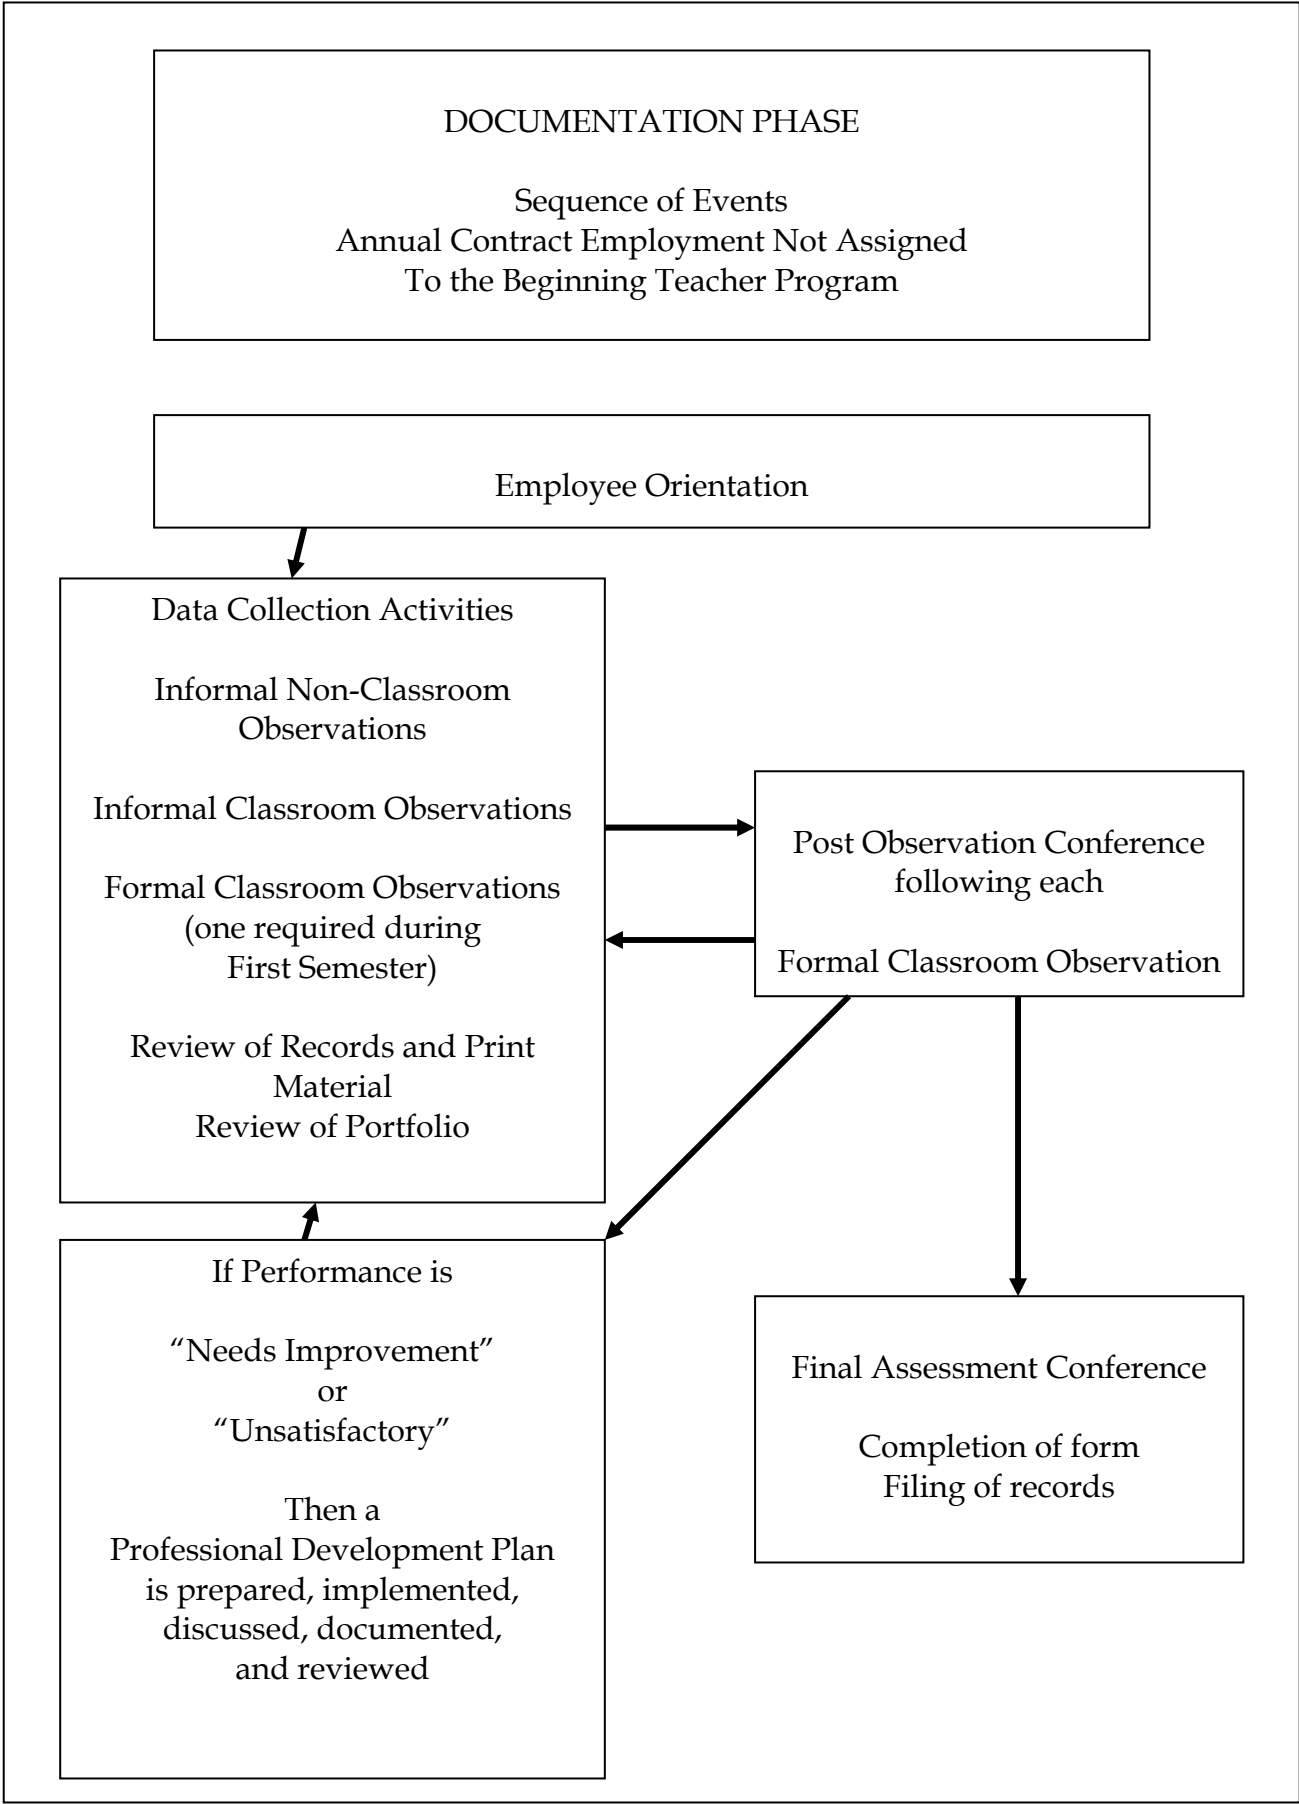 DOCUMENTATION PHASE
Sequence of Events
Annual Contract Employment Not Assigned
To the Beginning Teacher Program
Employee Orientation
Data Collection Activities
Informal Non-Classroom
Observations
Informal Classroom Observations
Formal Classroom Observations
(one required during
First Semester)
Review of Records and Print
Material
Review of Portfolio
Post Observation Conference
following each
Formal Classroom Observation
If Performance is
“Needs Improvement”
or
“Unsatisfactory”
Then a
Professional Development Plan
is prepared, implemented,
discussed, documented,
and reviewed
Final Assessment Conference
Completion of form
Filing of records